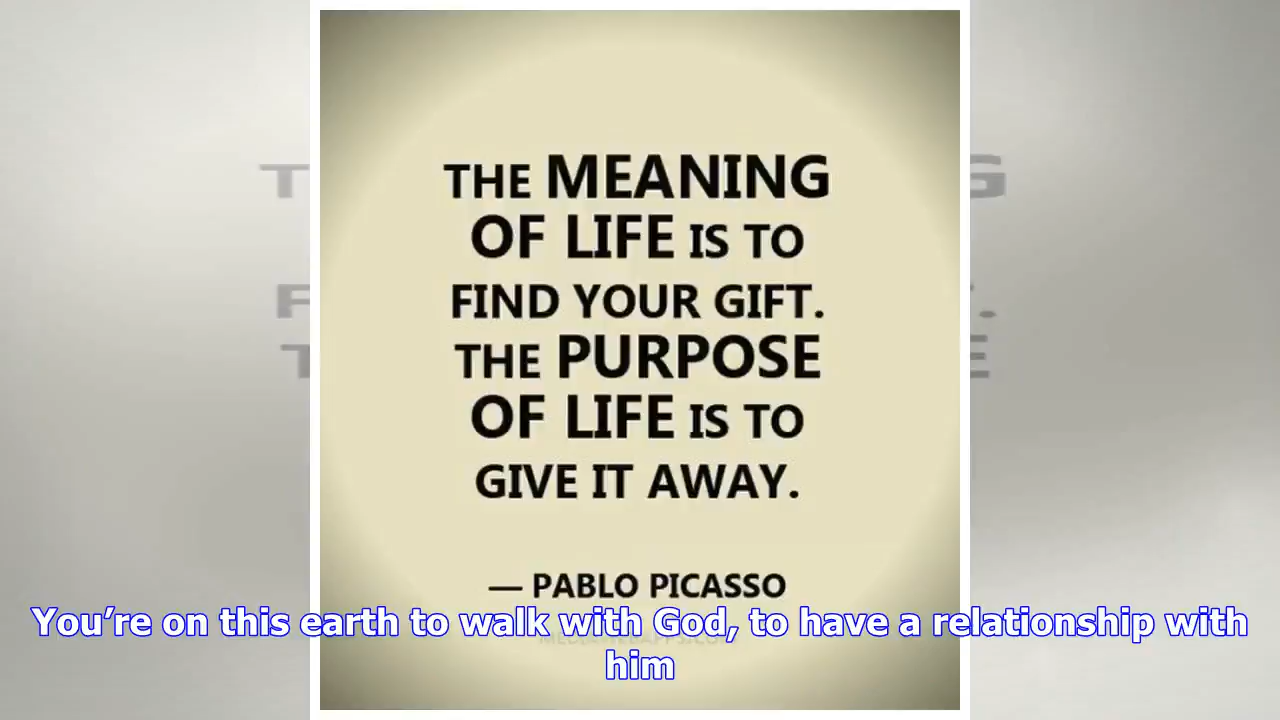 THE MEANING
OF LIFE IS TO
FIND YOUR GIFT.
THE PURPOSE
OF LIFE IS TO
GIVE IT AWAY.
— PABLO PICASSO
You’re on this earth to walk with God, to have a relationship with
him